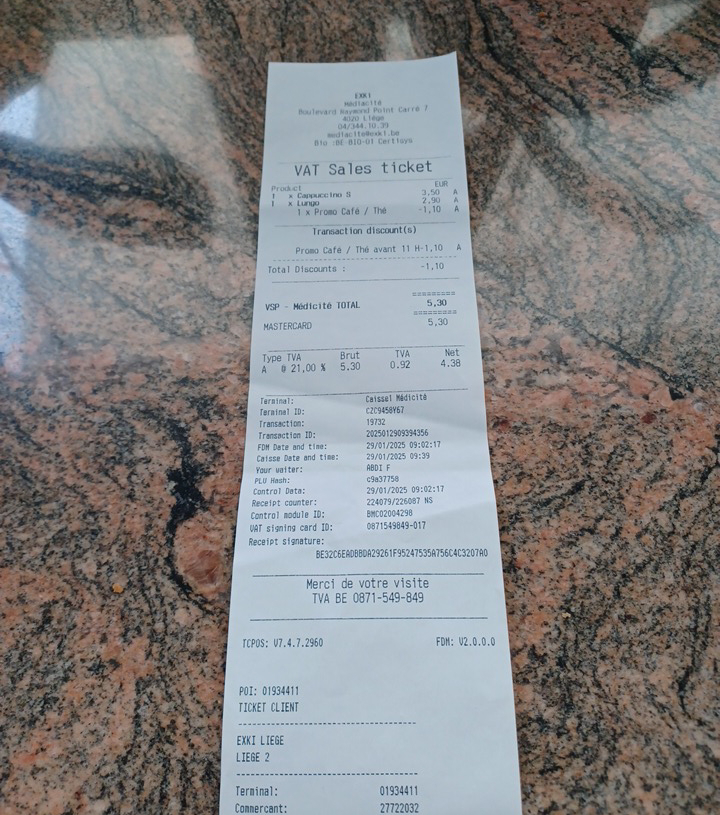 EXKI
Médiacité
Boulevard Raymond Point Carré 7
4020 Liège
04/344.10.39
mediacite@exki.be
Bio :BE-BIO-01 Certisys
VAT Sales ticket
Product EUR
1 x Cappuccino S 3,50 A
1 x Lungo 2,90 A
1 x Promo Café / Thé -1,10 A
Transaction discount(s)
Promo Café / Thé avant 11 H-1,10 A
Total Discounts : -1,10
=========
VSP - Médicité TOTAL 5,30
=========
MASTERCARD 5,30
Type TVA Brut TVA Net
A @ 21,00 % 5.30 0.92 4.38
Terminal: Caisse1 Médicité
Terminal ID: CZC9458Y67
Transaction: 19732
Transaction ID: 2025012909394356
FDM Date and time: 29/01/2025 09:02:17
Caisse Date and time: 29/01/2025 09:39
Your waiter: ABDI F
PLU Hash: c9a37758
Control Data: 29/01/2025 09:02:17
Receipt counter: 224079/226087 NS
Control module ID: BMC02004298
VAT signing card ID: 0871549849-017
Receipt signature:
BE32C6EADBBDA29261F95247535A756C4C3207A0
Merci de votre visite
TVA BE 0871-549-849
TCPOS: V7.4.7.2960 FDM: V2.0.0.0
POI: 01934411
TICKET CLIENT
EXKI LIEGE
LIEGE 2
Terminal: 01934411
Commercant: 27722032